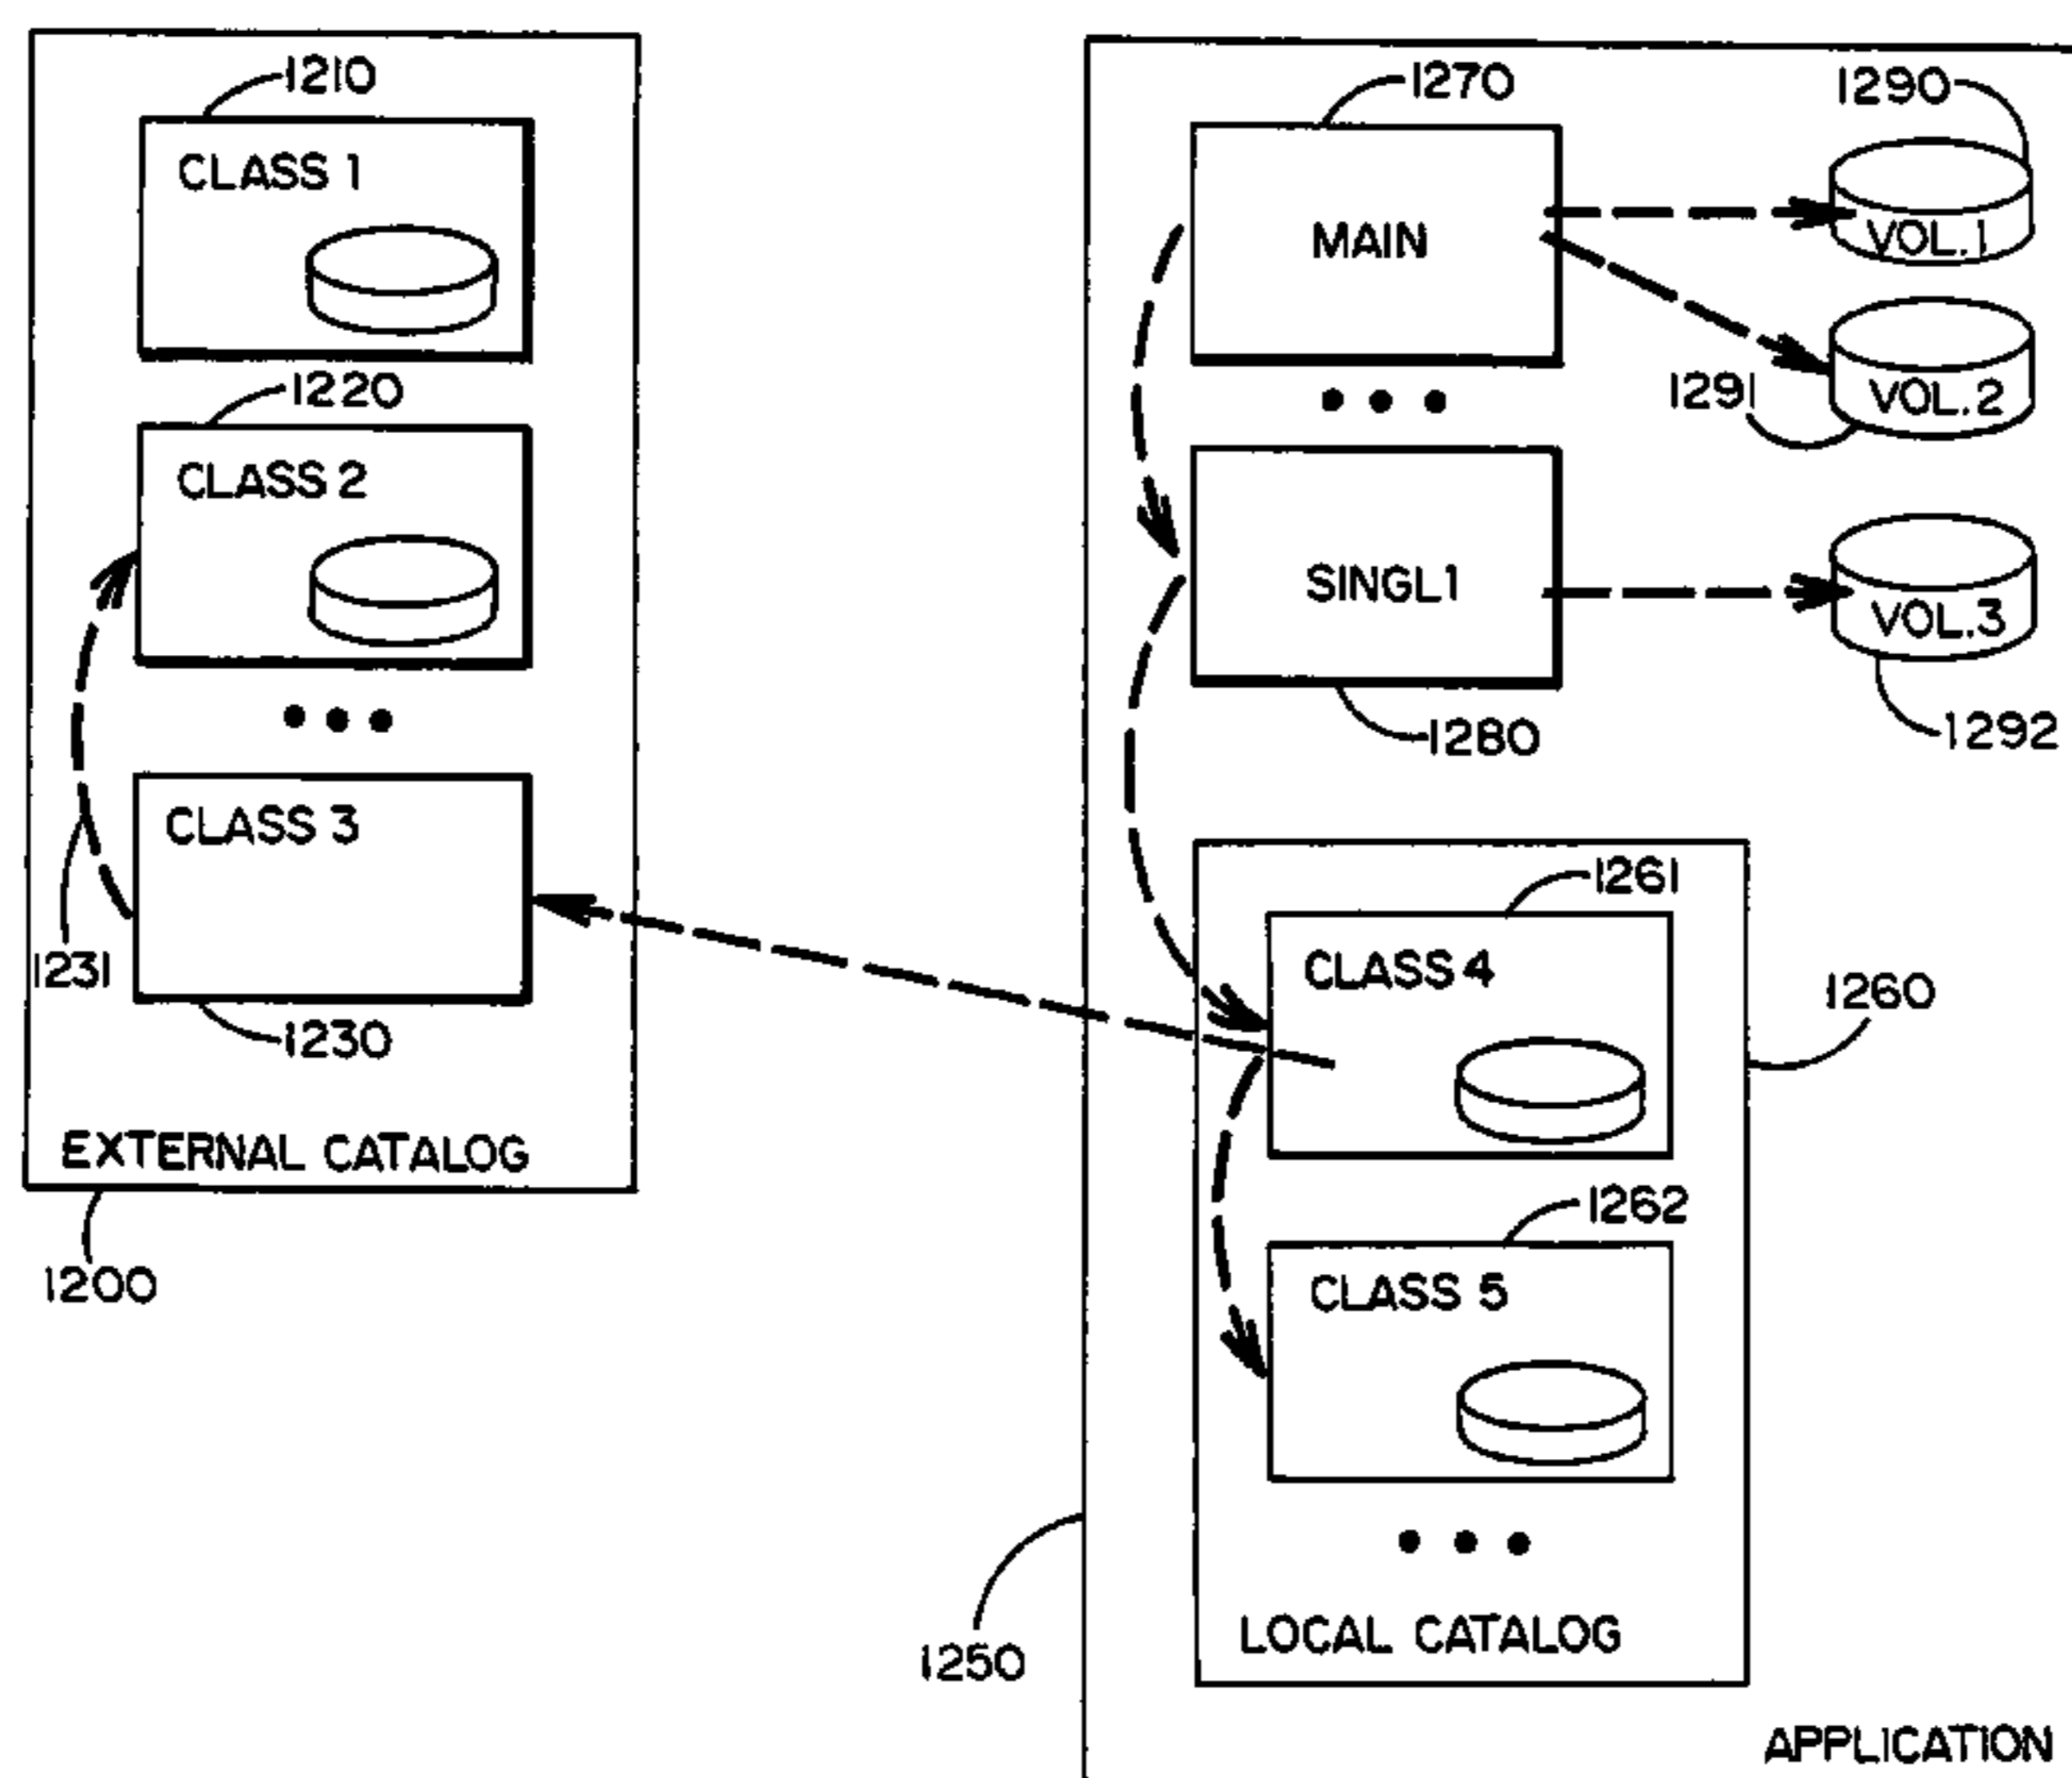 1210
CLASS 1
1220
CLASS 2
CLASS 3
1231
1230
EXTERNAL CATALOG
1200
1270
1290
MAIN
VOL.1
1291
VOL.2
SINGL1
VOL.3
1280
1292
1261
CLASS 4
1260
1262
CLASS 5
LOCAL CATALOG
1250
APPLICATION